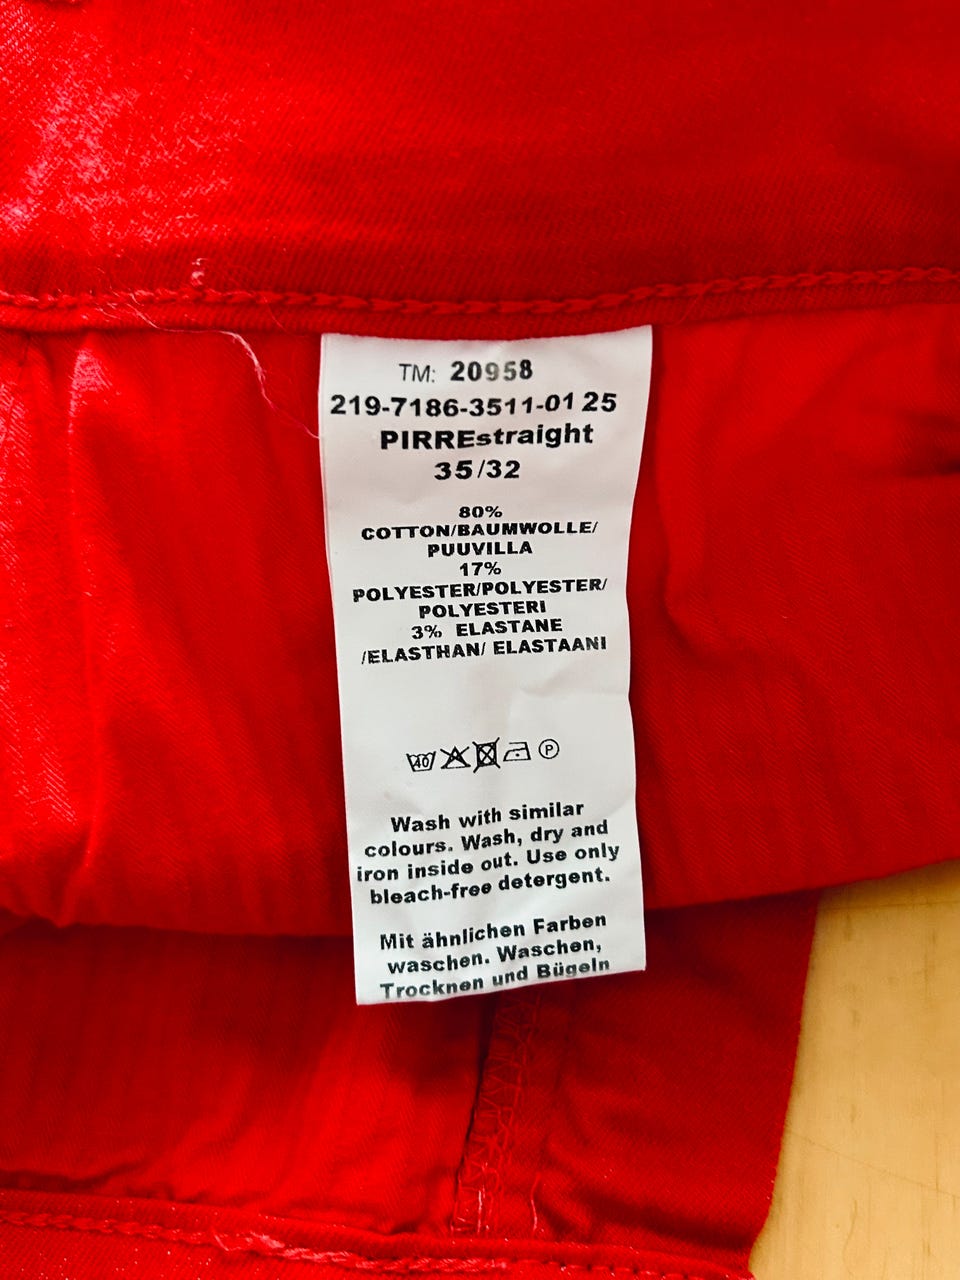 TM: 20958
219-7186-3511-01 25
PIRREstraight
35/32
80%
COTTON/BAUMWOLLE/
PUUVILLA
17%
POLYESTER/POLYESTER/
POLYESTERI
3% ELASTANE
/ELASTHAN/ ELASTAANI
40 P
Wash with similar
colours. Wash, dry and
iron inside out. Use only
bleach-free detergent.
Mit ähnlichen Farben
waschen. Waschen,
Trocknen und Bügeln